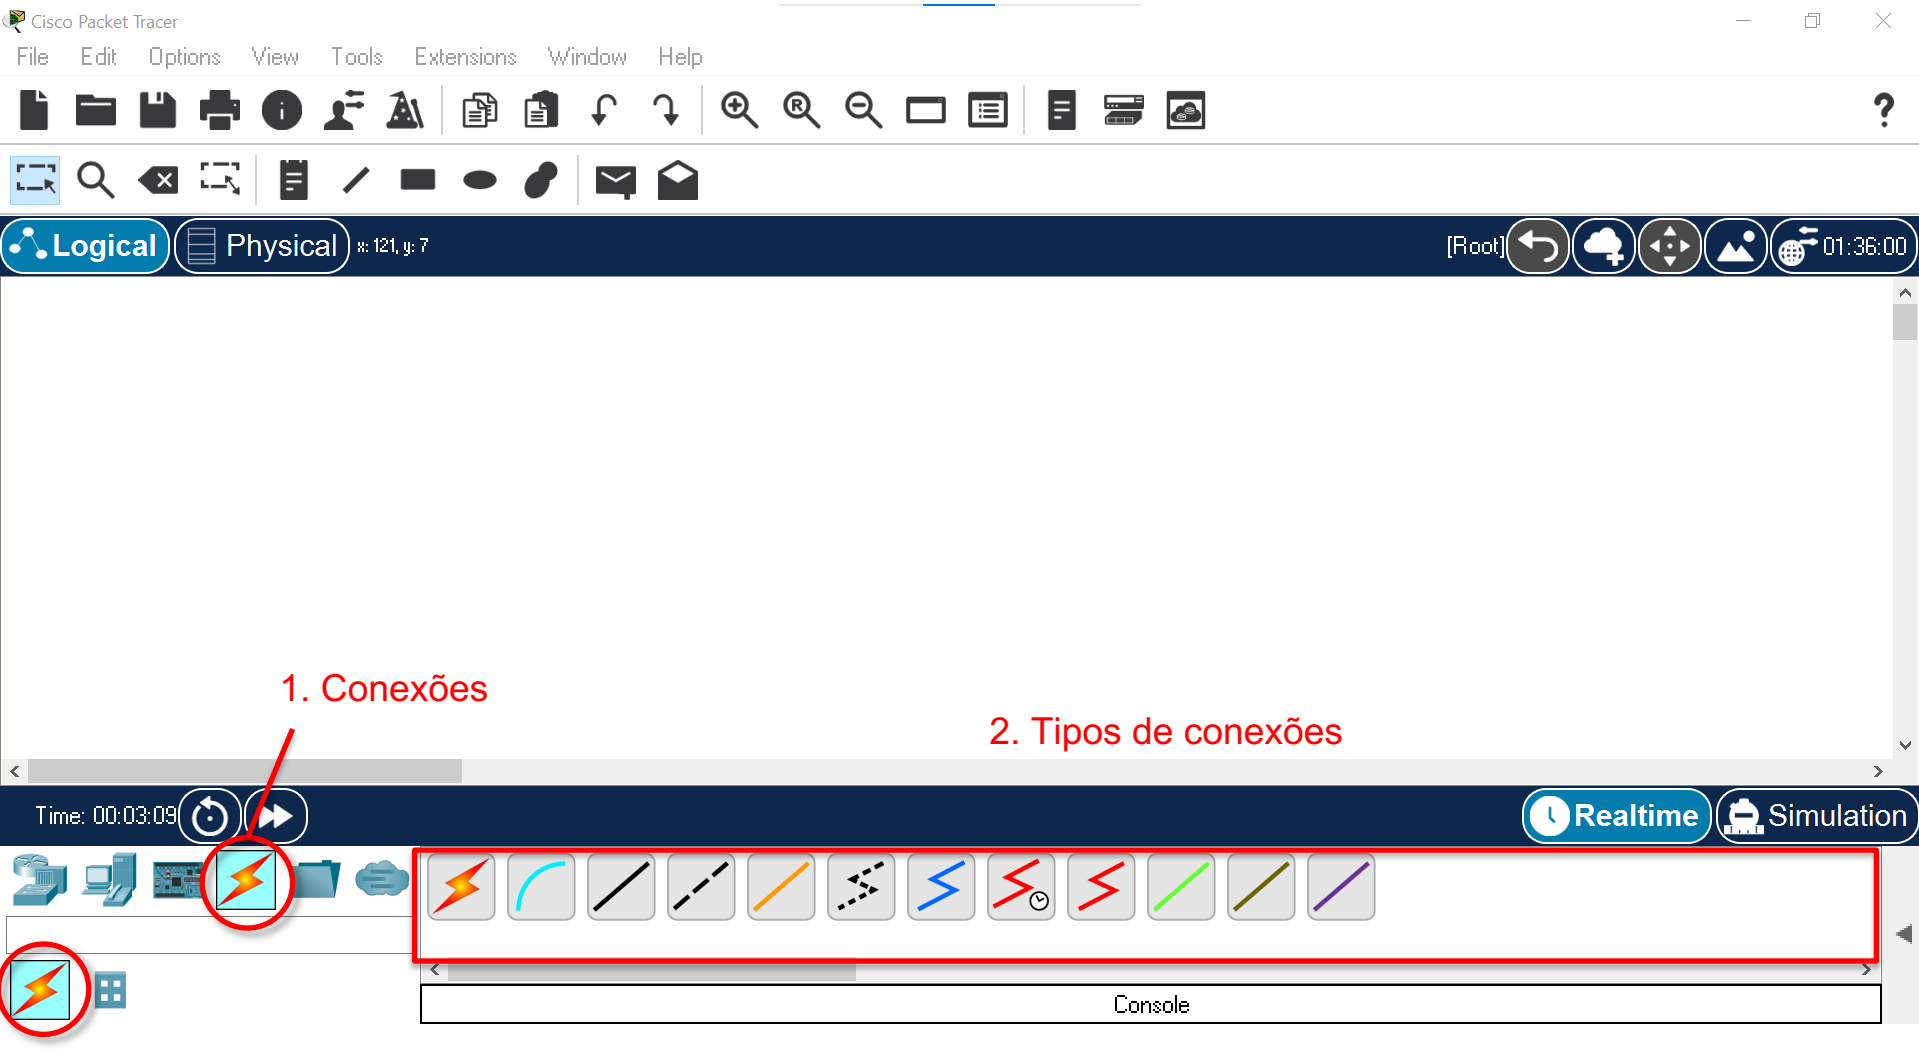 Cisco Packet Tracer
File Edit Options View Tools Extensions Window Help
Logical Physical x: 121, y: 7 [Root] 01:36:00
1. Conexões
2. Tipos de conexões
Time: 00:03:09 Realtime Simulation
Console